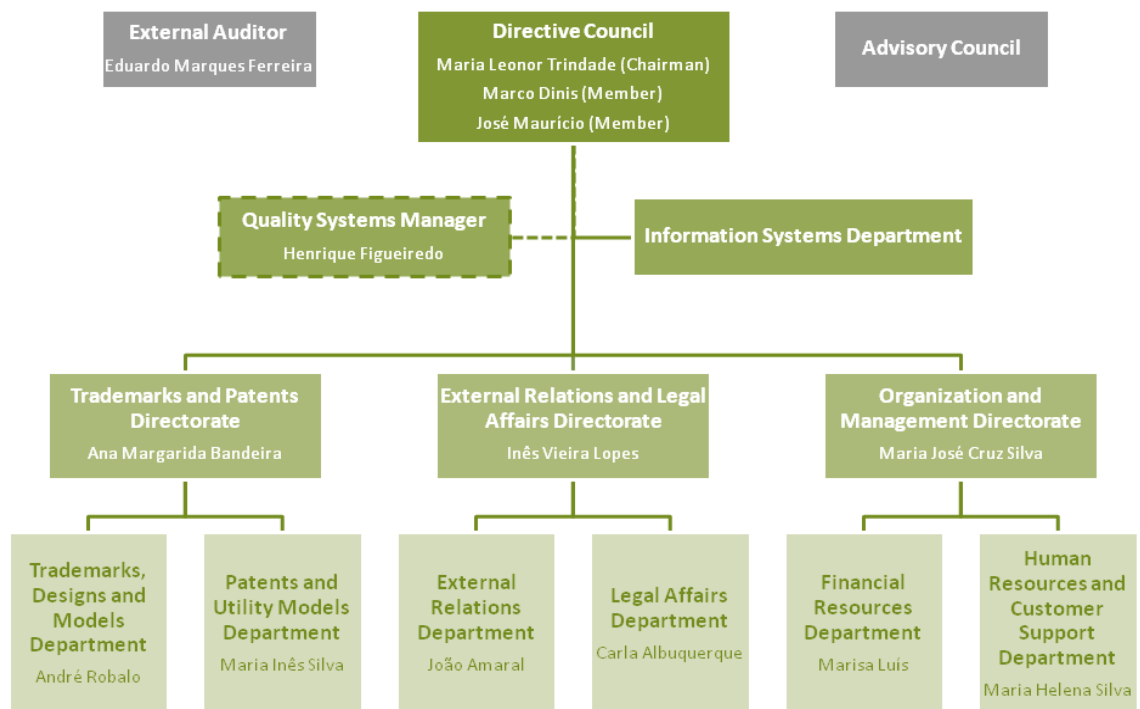 External Auditor
Eduardo Marques Ferreira
Directive Council
Maria Leonor Trindade (Chairman)
Marco Dinis (Member)
José Maurício (Member)
Advisory Council
Quality Systems Manager
Henrique Figueiredo
Information Systems Department
Trademarks and Patents
Directorate
Ana Margarida Bandeira
External Relations and Legal
Affairs Directorate
Inês Vieira Lopes
Organization and
Management Directorate
Maria José Cruz Silva
Trademarks,
Designs and
Models
Department
André Robalo
Patents and
Utility Models
Department
Maria Inês Silva
External
Relations
Department
João Amaral
Legal Affairs
Department
Carla Albuquerque
Financial
Resources
Department
Marisa Luís
Human
Resources and
Customer
Support
Department
Maria Helena Silva